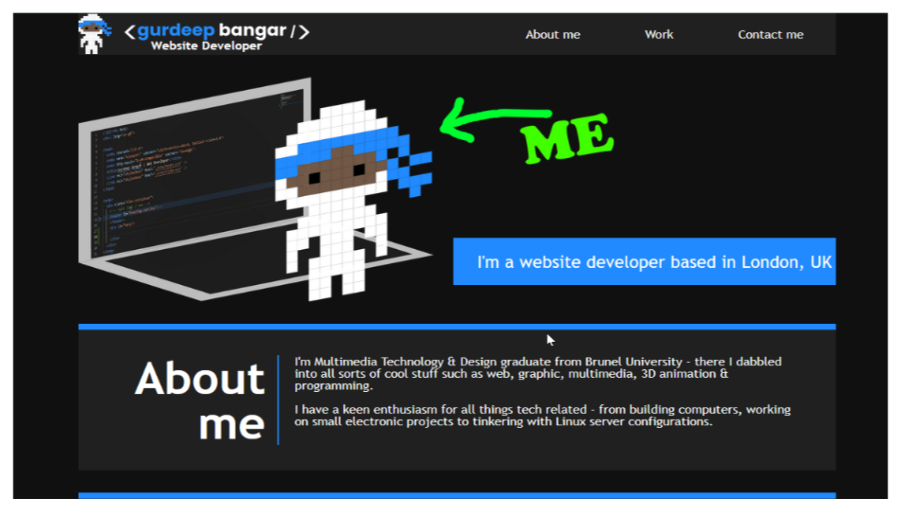 <gurdeep bangar/>
Website Developer
About me
Work
Contact me
ME
I'm a website developer based in London, UK
About
me
I'm Multimedia Technology & Design graduate from Brunel University - there I dabbled
into all sorts of cool stuff such as web, graphic, multimedia, 3D animation &
programming.
I have a keen enthusiasm for all things tech related - from building computers, working
on small electronic projects to tinkering with Linux server configurations.